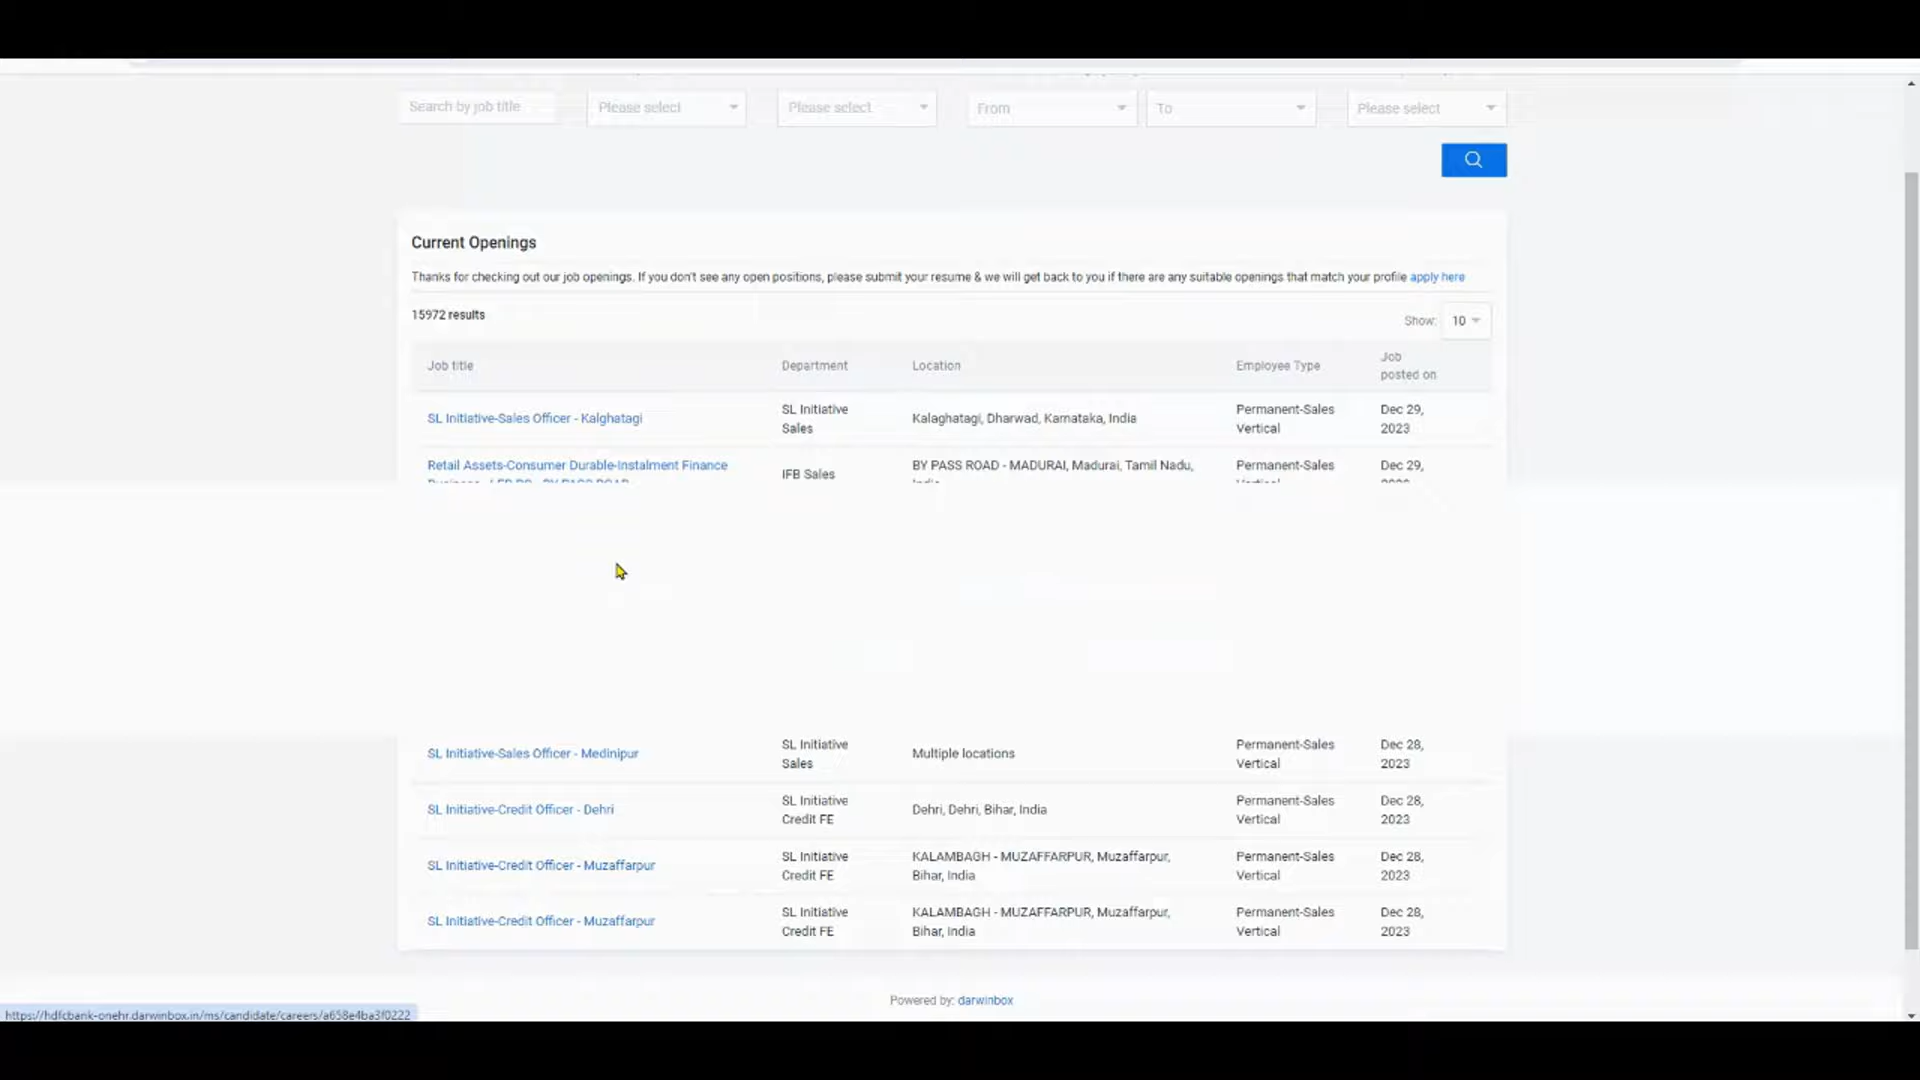 Search by job title Please select Please select From To Please select
Current Openings
Thanks for checking out our job openings. If you don't see any open positions, please submit your resume & we will get back to you if there are any suitable openings that match your profile apply here
15972 results
Show: 10
Job title Department Location Employee Type Job
posted on
SL Initiative-Sales Officer - Kalghatagi SL Initiative Kalaghatagi, Dharwad, Karnataka, India Permanent-Sales Dec 29,
Sales Vertical 2023
Retail Assets-Consumer Durable-Instalment Finance IFB Sales BY PASS ROAD - MADURAI, Madurai, Tamil Nadu, Permanent-Sales Dec 29,
SL Initiative-Sales Officer - Medinipur SL Initiative Multiple locations Permanent-Sales Dec 28,
Sales Vertical 2023
SL Initiative-Credit Officer - Dehri SL Initiative Dehri, Dehri, Bihar, India Permanent-Sales Dec 28,
Credit FE Vertical 2023
SL Initiative-Credit Officer - Muzaffarpur SL Initiative KALAMBAGH - MUZAFFARPUR, Muzaffarpur, Permanent-Sales Dec 28,
Credit FE Bihar, India Vertical 2023
SL Initiative-Credit Officer - Muzaffarpur SL Initiative KALAMBAGH - MUZAFFARPUR, Muzaffarpur, Permanent-Sales Dec 28,
Credit FE Bihar, India Vertical 2023
Powered by: darwinbox
https://hdfcbank-onehr.darwinbox.in/ms/candidate/careers/a658e4ba3f0222